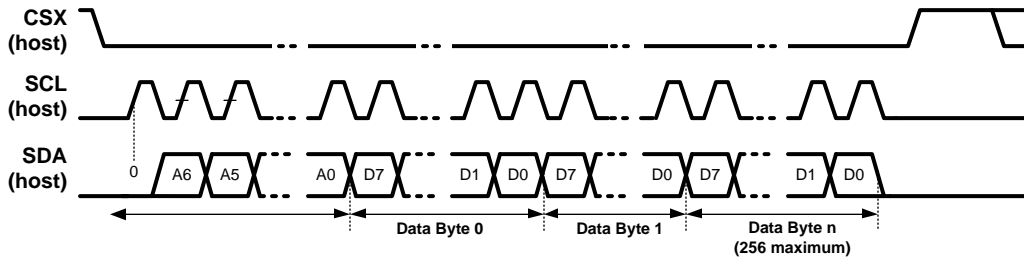 CSX
(host)
SCL
(host)
SDA
(host)
0 A6 A5 A0 D7 D1 D0 D7 D0 D7 D1 D0
Data Byte 0 Data Byte 1 Data Byte n
(256 maximum)